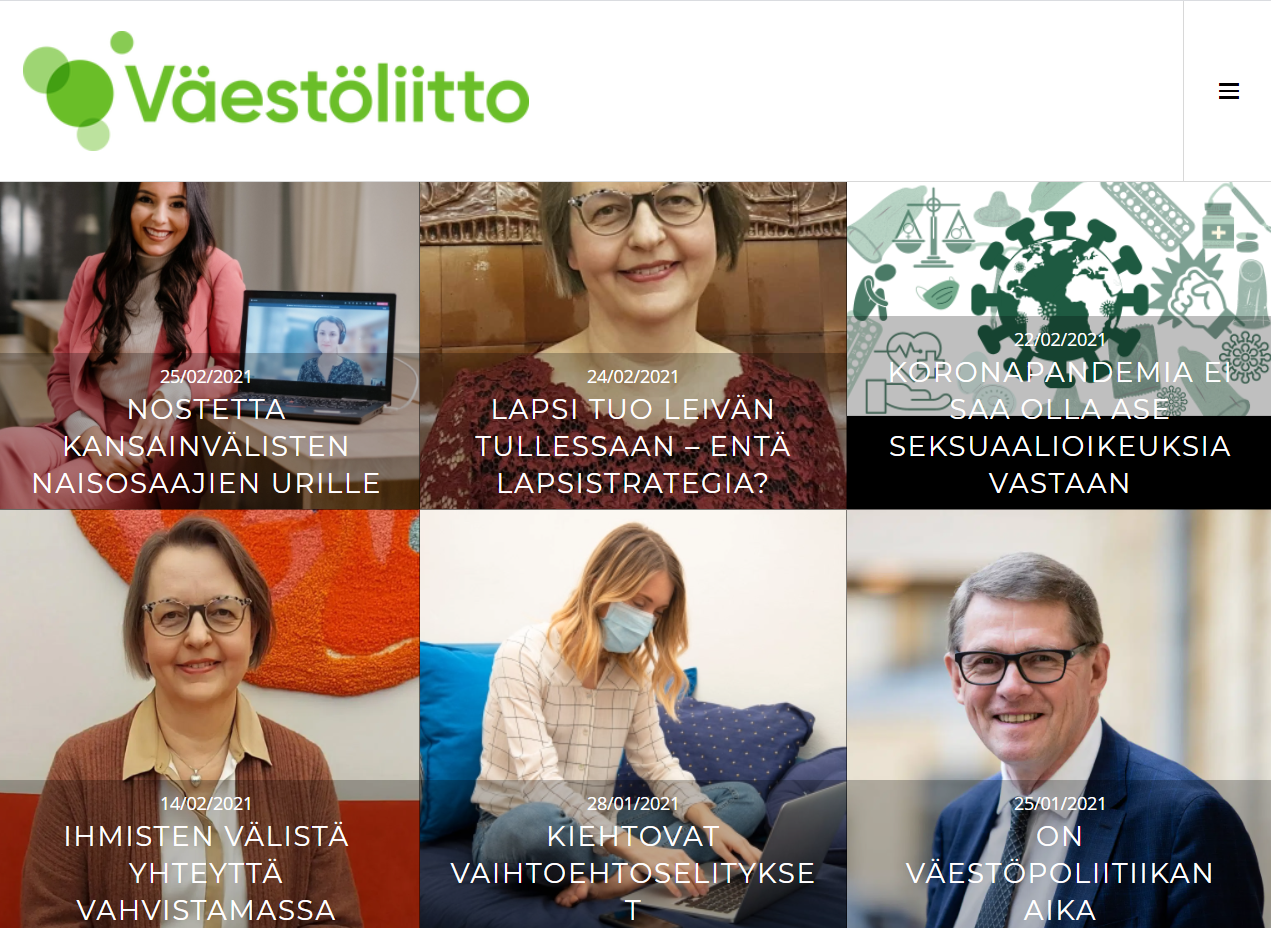 Väestöliitto
25/02/2021
NOSTETTA
KANSAINVÄLISTEN
NAISOSAAJIEN URILLE
24/02/2021
LAPSI TUO LEIVÄN
TULLESSAAN – ENTÄ
LAPSISTRATEGIA?
22/02/2021
KORONAPANDEMIA EI
SAA OLLA ASE
SEKSUAALIOIKEUKSIA
VASTAAN
14/02/2021
IHMISTEN VÄLISTÄ
YHTEYTTÄ
VAHVISTAMASSA
28/01/2021
KIEHTOVAT
VAIHTOEHTOSELITYKSE
T
25/01/2021
ON
VÄESTÖPOLIITIIKAN
AIKA